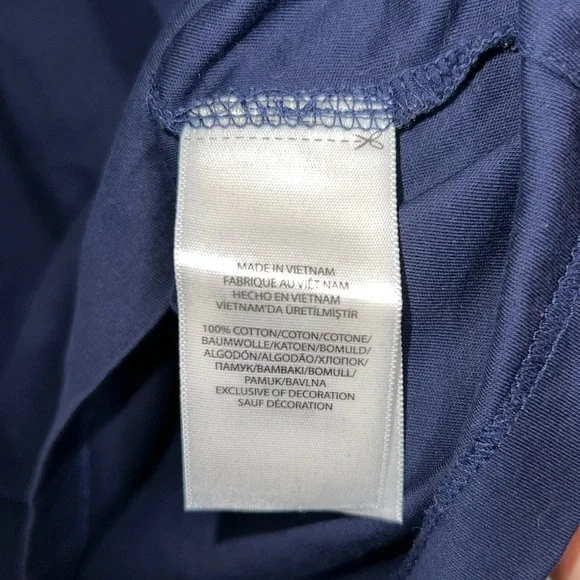 MADE IN VIETNAM
FABRIQUE AU VIÊT NAM
HECHO EN VIETNAM
VIETNAM'DA ÜRETİLMİŞTİR
100% COTTON/COTON/COTONE/
BAUMWOLLE/KATOEN/BOMULD/
ALGODÓN/ALGODÃO/ХЛОПОК/
ПАМУК/BAMBAKI/BOMULL/
PAMUK/BAVLNA
EXCLUSIVE OF DECORATION
SAUF DÉCORATION